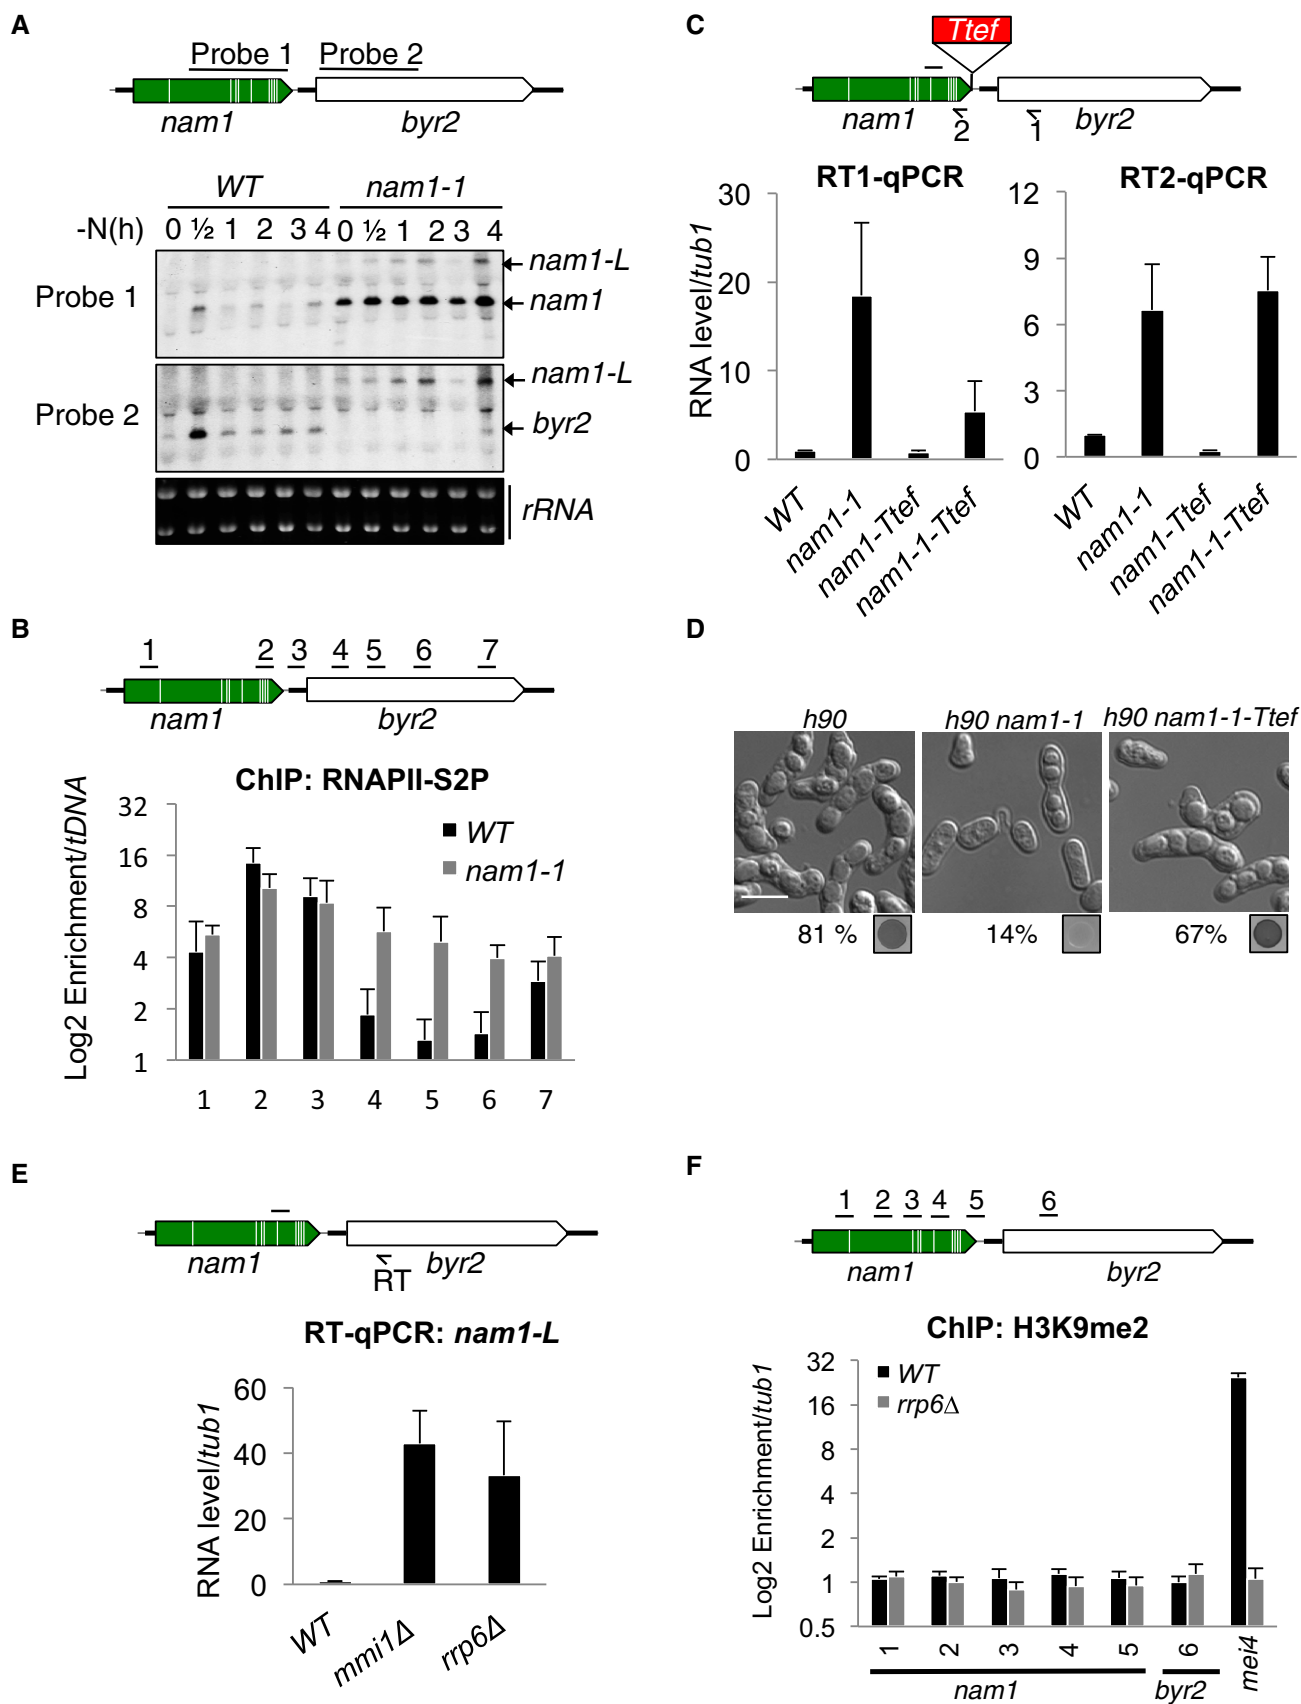 A
Probe 1 Probe 2
nam1 byr2
WT nam1-1
-N(h) 0 ½ 1 2 3 4 0 ½ 1 2 3 4
Probe 1
nam1-L
nam1
Probe 2
nam1-L
byr2
rRNA
B
1 2 3 4 5 6 7
nam1 byr2
ChIP: RNAPII-S2P
Log2 Enrichment/tDNA
32
16
8
4
2
1
WT
nam1-1
1 2 3 4 5 6 7
C
Ttef
nam1 2 1 byr2
RT1-qPCR
RNA level/tub1
30
20
10
0
WT nam1-1 nam1-Ttef nam1-1-Ttef
RT2-qPCR
12
9
6
3
0
WT nam1-1 nam1-Ttef nam1-1-Ttef
D
h90 h90 nam1-1 h90 nam1-1-Ttef
81 % 14% 67%
E
nam1 RT byr2
RT-qPCR: nam1-L
RNA level/tub1
60
40
20
0
WT mmi1Δ rrp6Δ
F
1 2 3 4 5 6
nam1 byr2
ChIP: H3K9me2
Log2 Enrichment/tub1
32
16
8
4
2
1
0.5
WT
rrp6Δ
1 2 3 4 5 6 mei4
nam1 byr2